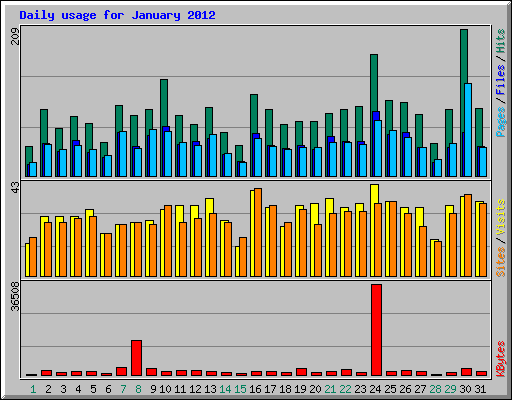 Daily usage for January 2012
209
Pages / Files / Hits
43
Sites / Visits
36508
KBytes
1 2 3 4 5 6 7 8 9 10 11 12 13 14 15 16 17 18 19 20 21 22 23 24 25 26 27 28 29 30 31